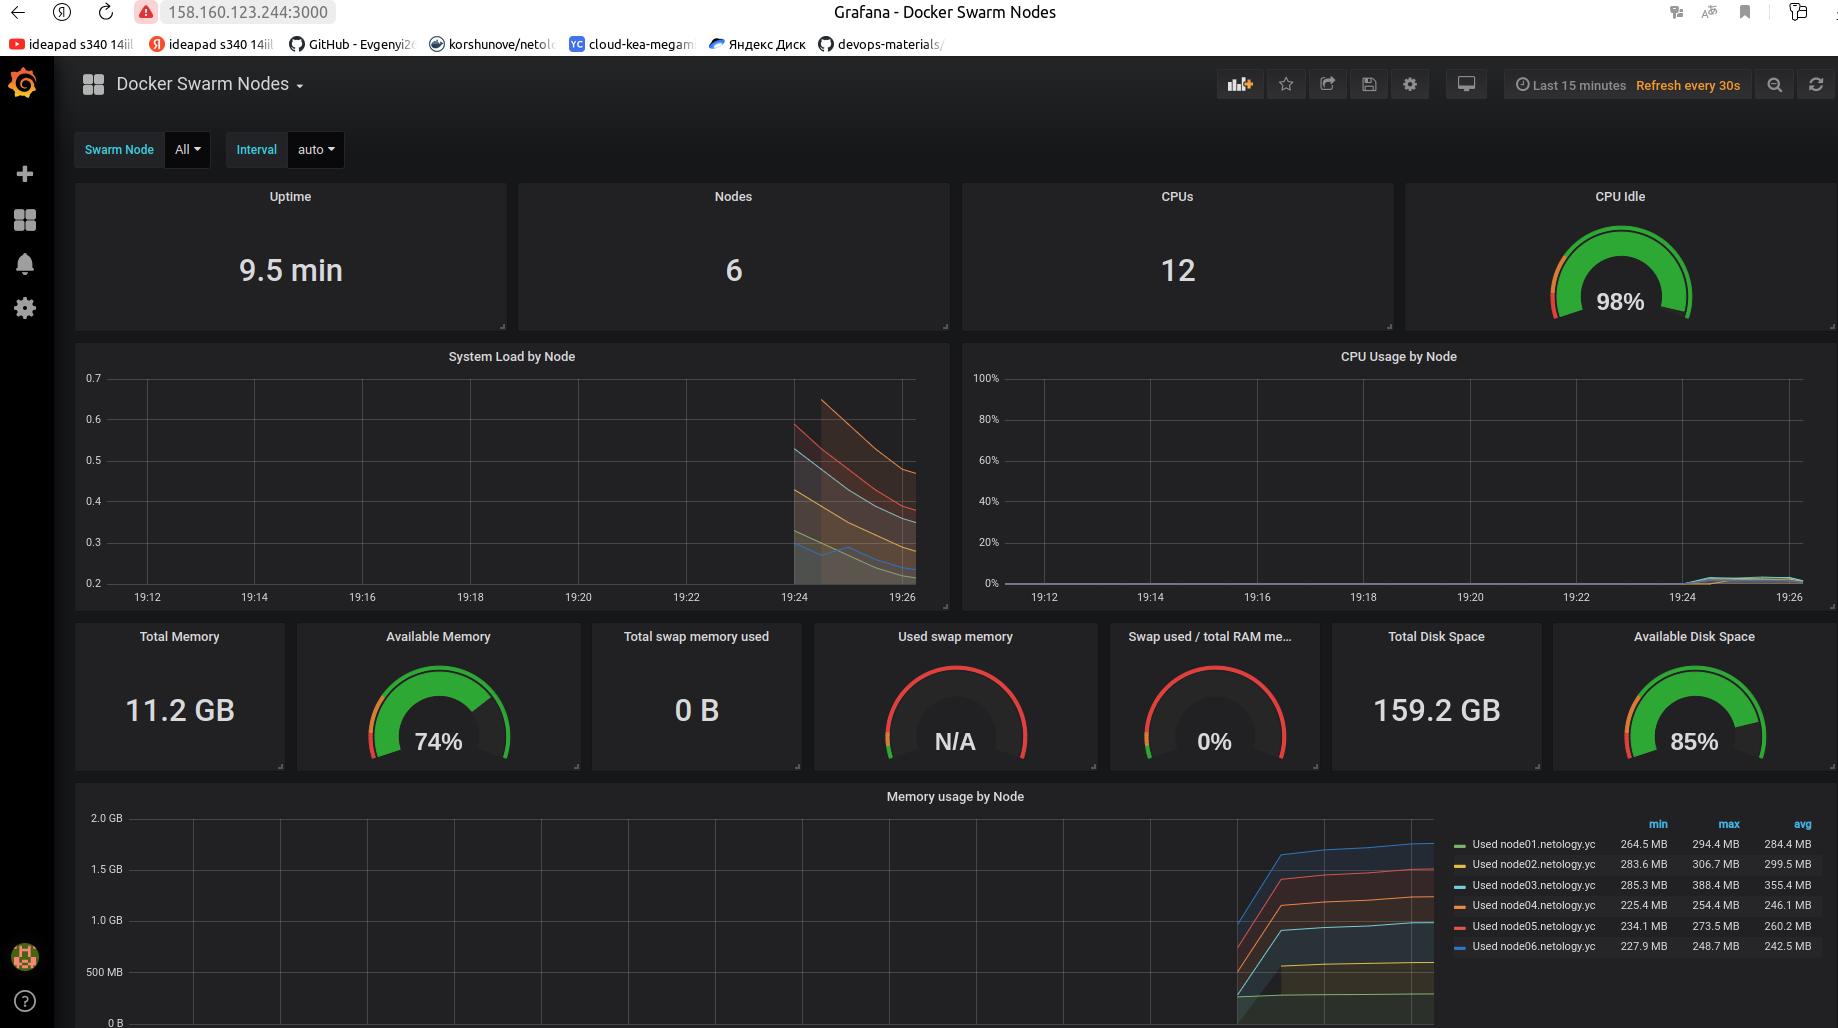 158.160.123.244:3000
Grafana - Docker Swarm Nodes
ideapad s340 14iil
ideapad s340 14iil
GitHub - Evgenyi26
korshunove/netolo
YC cloud-kea-megam
Яндекс Диск
devops-materials/
Docker Swarm Nodes
Last 15 minutes Refresh every 30s
Swarm Node All
Interval auto
Uptime
9.5 min
Nodes
6
CPUs
12
CPU Idle
98%
System Load by Node
0.7
0.6
0.5
0.4
0.3
0.2
19:12 19:14 19:16 19:18 19:20 19:22 19:24 19:26
CPU Usage by Node
100%
80%
60%
40%
20%
0%
19:12 19:14 19:16 19:18 19:20 19:22 19:24 19:26
Total Memory
11.2 GB
Available Memory
74%
Total swap memory used
0 B
Used swap memory
N/A
Swap used / total RAM me...
0%
Total Disk Space
159.2 GB
Available Disk Space
85%
Memory usage by Node
2.0 GB
1.5 GB
1.0 GB
500 MB
0 B
min max avg
Used node01.netology.yc 264.5 MB 294.4 MB 284.4 MB
Used node02.netology.yc 283.6 MB 306.7 MB 299.5 MB
Used node03.netology.yc 285.3 MB 388.4 MB 355.4 MB
Used node04.netology.yc 225.4 MB 254.4 MB 246.1 MB
Used node05.netology.yc 234.1 MB 273.5 MB 260.2 MB
Used node06.netology.yc 227.9 MB 248.7 MB 242.5 MB